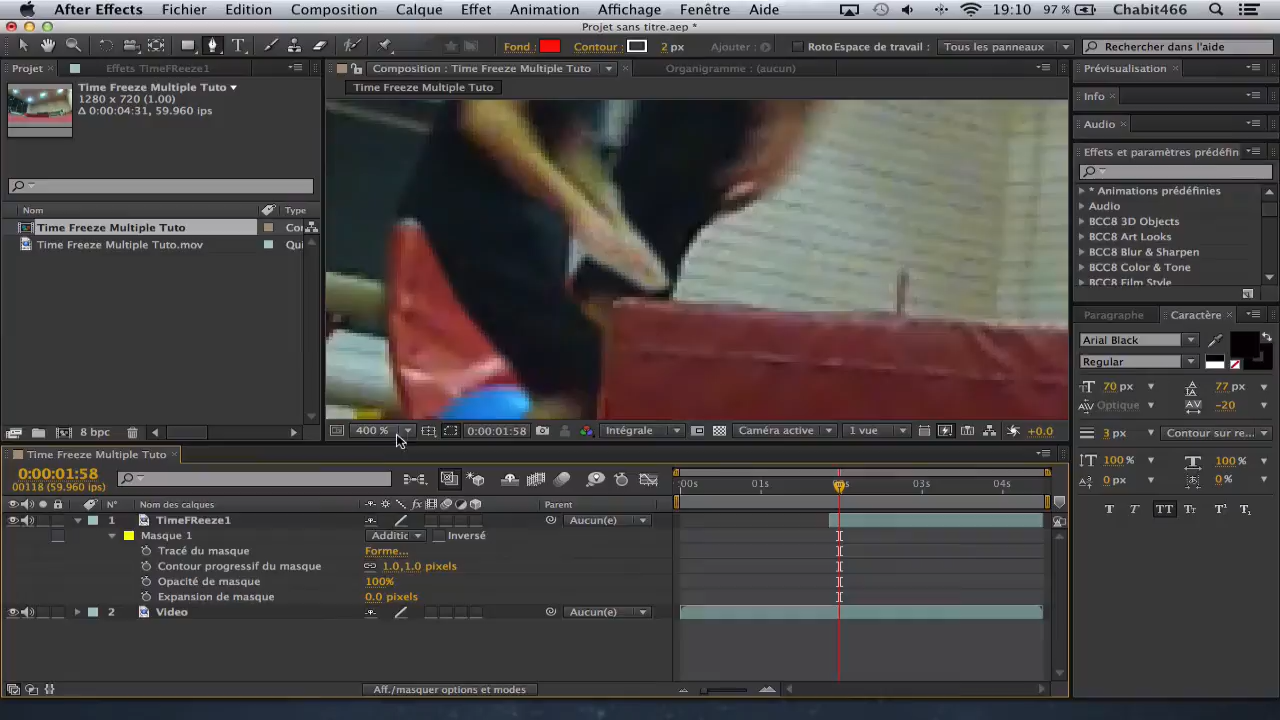 After Effects Fichier Edition Composition Calque Effet Animation Affichage Fenêtre Aide 19:10 97 % Chabit466
Projet sans titre.aep *
Fond : Contour : 2 px Ajouter : RotoEspace de travail : Tous les panneaux Rechercher dans l'aide
Projet × Effets TimeFReeze1 Composition : Time Freeze Multiple Tuto Organigramme : (aucun) Prévisualisation
Time Freeze Multiple Tuto Time Freeze Multiple Tuto
1280 x 720 (1.00) Info
Δ 0:00:04:31, 59.960 ips
Audio
Effets et paramètres prédéfin
* Animations prédéfinies
Audio
BCC8 3D Objects
BCC8 Art Looks
BCC8 Blur & Sharpen
BCC8 Color & Tone
BCC8 Film Style
Nom Type
Time Freeze Multiple Tuto Co
Time Freeze Multiple Tuto.mov Qui
Paragraphe Caractère
Arial Black
Regular
70 px 77 px
Optique -20
3 px Contour sur re
100 % 100 %
0 px 0 %
T T TT Tт T¹ T₁
8 bpc 400 % 0:00:01:58 Intégrale Caméra active 1 vue +0.0
Time Freeze Multiple Tuto
0:00:01:58
00118 (59.960 ips) :00s 01s 03s 04s
Nom des calques fx Parent
1 TimeFReeze1 Aucun(e)
Masque 1 Additic Inversé
Tracé du masque Forme...
Contour progressif du masque 1.0,1.0 pixels
Opacité de masque 100%
Expansion de masque 0.0 pixels
2 Video Aucun(e)
Aff./masquer options et modes